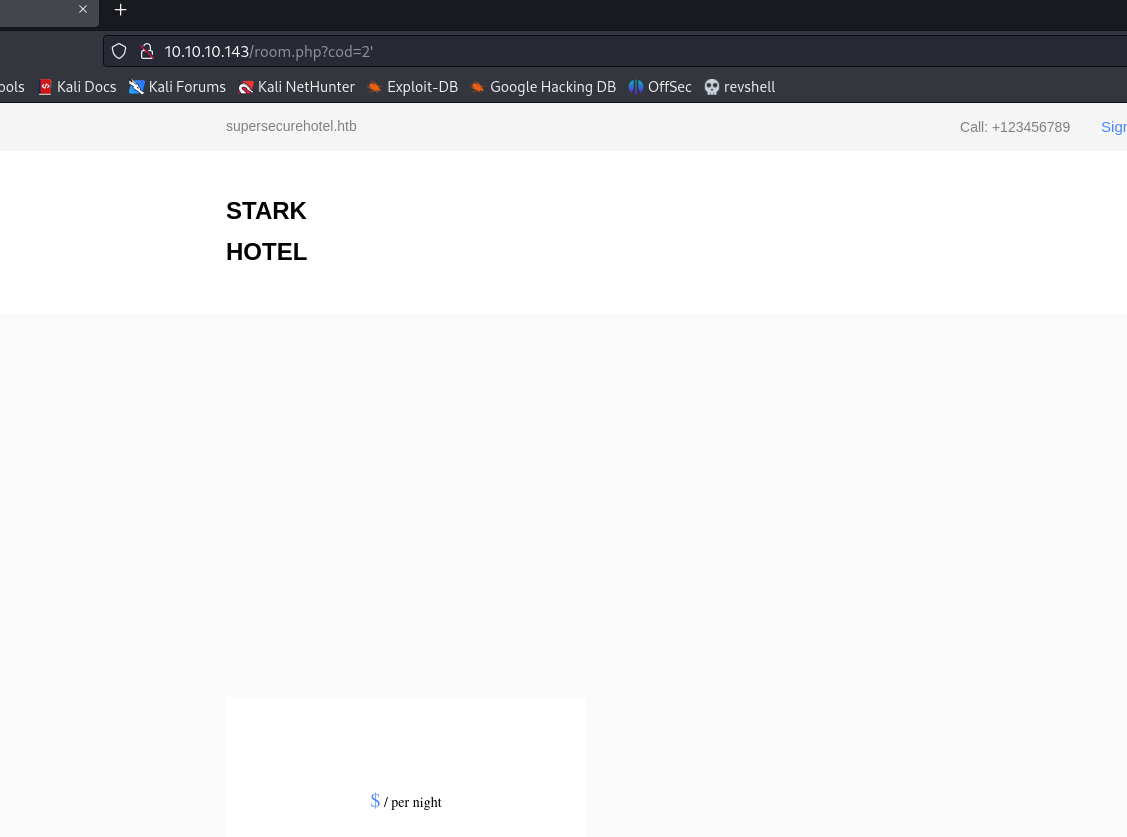 × +
10.10.10.143/room.php?cod=2'
ools Kali Docs Kali Forums Kali NetHunter Exploit-DB Google Hacking DB OffSec revshell
supersecurehotel.htb Call: +123456789 Sign
STARK
HOTEL
$ / per night